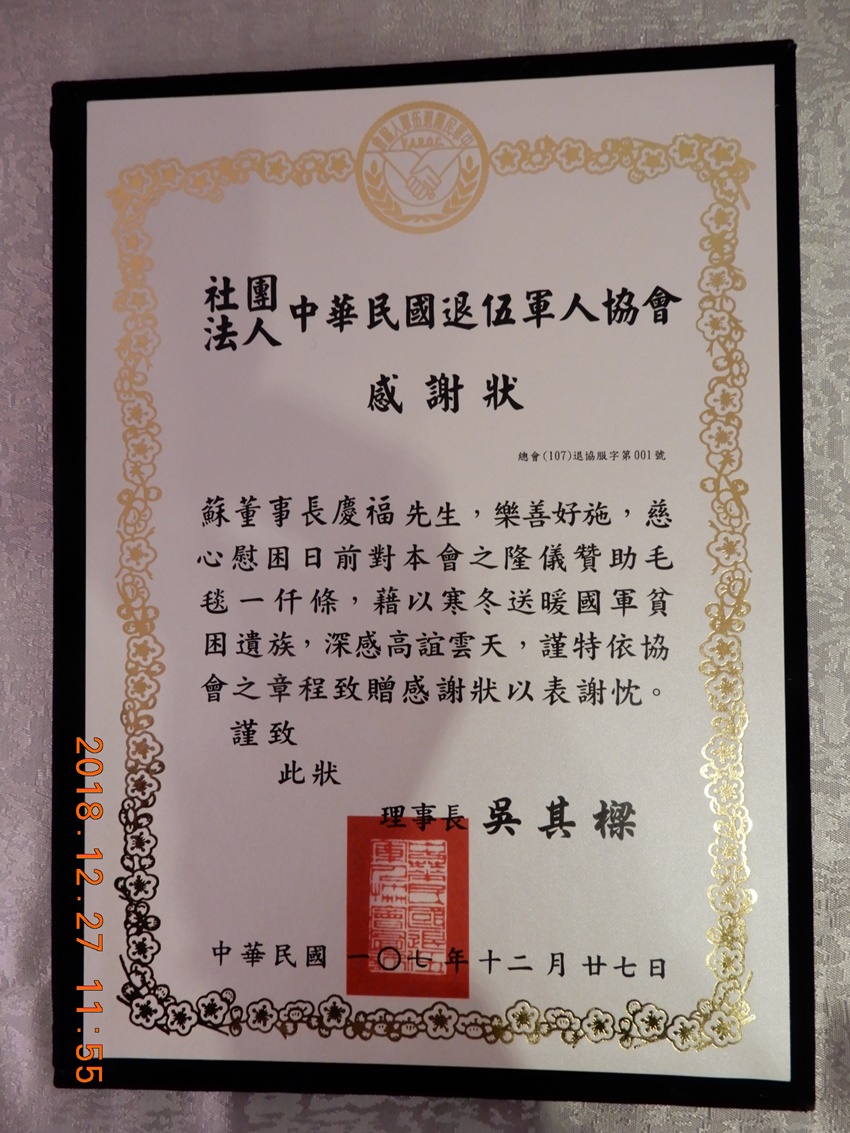 V.A.R.O.C.
社團法人中華民國退伍軍人協會
感謝狀
總會(107)退協服字第001號
蘇董事長慶福先生，樂善好施，慈
心慰困日前對本會之隆儀贊助毛
毯一仟條，藉以寒冬送暖國軍貧
困遺族，深感高誼雲天，謹特依協
會之章程致贈感謝狀以表謝忱。
謹致
此狀
理事長 吳其樑
中華民國一〇七年十二月廿七日
2018.12.27 11:55